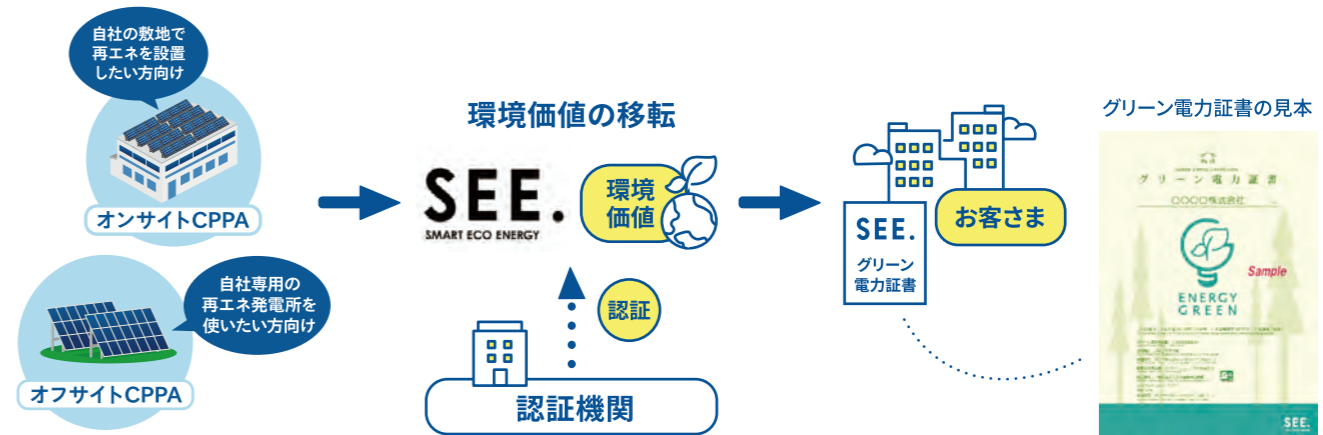 自社の敷地で
再エネを設置
したい方向け
オンサイトCPPA
自社専用の
再エネ発電所を
使いたい方向け
オフサイトCPPA
環境価値の移転
SEE.
SMART ECO ENERGY
環境
価値
認証
認証機関
お客さま
SEE.
グリーン
電力証書
グリーン電力証書の見本
グリーン電力証書
〇〇〇〇株式会社
Sample
ENERGY
GREEN
SEE.